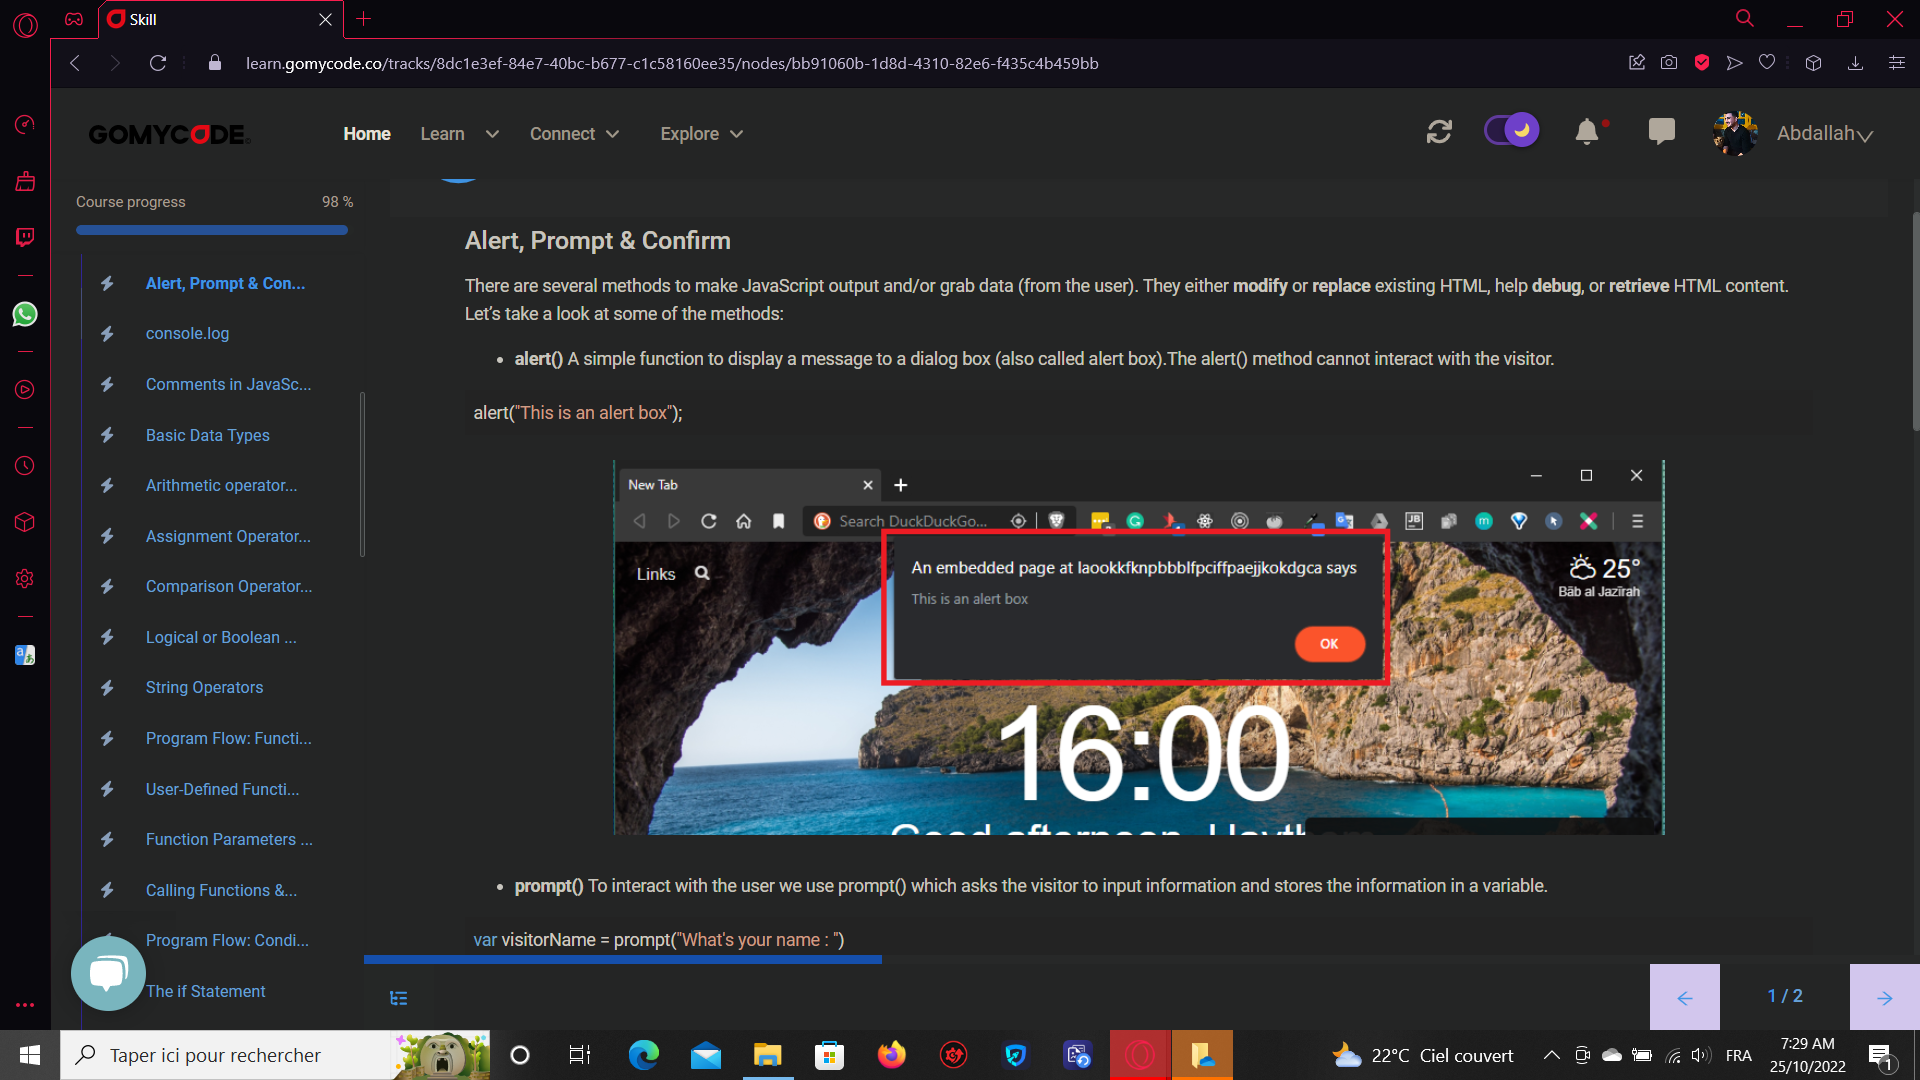 Skill
learn.gomycode.co/tracks/8dc1e3ef-84e7-40bc-b677-c1c58160ee35/nodes/bb91060b-1d8d-4310-82e6-f435c4b459bb
GOMYCODE
Home
Learn
Connect
Explore
Abdallah
Course progress
98 %
Alert, Prompt & Con...
console.log
Comments in JavaSc...
Basic Data Types
Arithmetic operator...
Assignment Operator...
Comparison Operator...
Logical or Boolean ...
String Operators
Program Flow: Functi...
User-Defined Functi...
Function Parameters ...
Calling Functions &...
Program Flow: Condi...
The if Statement
Alert, Prompt & Confirm
There are several methods to make JavaScript output and/or grab data (from the user). They either modify or replace existing HTML, help debug, or retrieve HTML content.
Let's take a look at some of the methods:
• alert() A simple function to display a message to a dialog box (also called alert box).The alert() method cannot interact with the visitor.
alert("This is an alert box");
New Tab
Search DuckDuckGo...
JB
Links
An embedded page at laookkfknpbbblfpciffpaejjkokdgca says
This is an alert box
OK
25°
Bāb al Jazīrah
16:00
Good afternoon,
• prompt() To interact with the user we use prompt() which asks the visitor to input information and stores the information in a variable.
var visitorName = prompt("What's your name : ")
1 / 2
Taper ici pour rechercher
22°C Ciel couvert
FRA
7:29 AM
25/10/2022
1